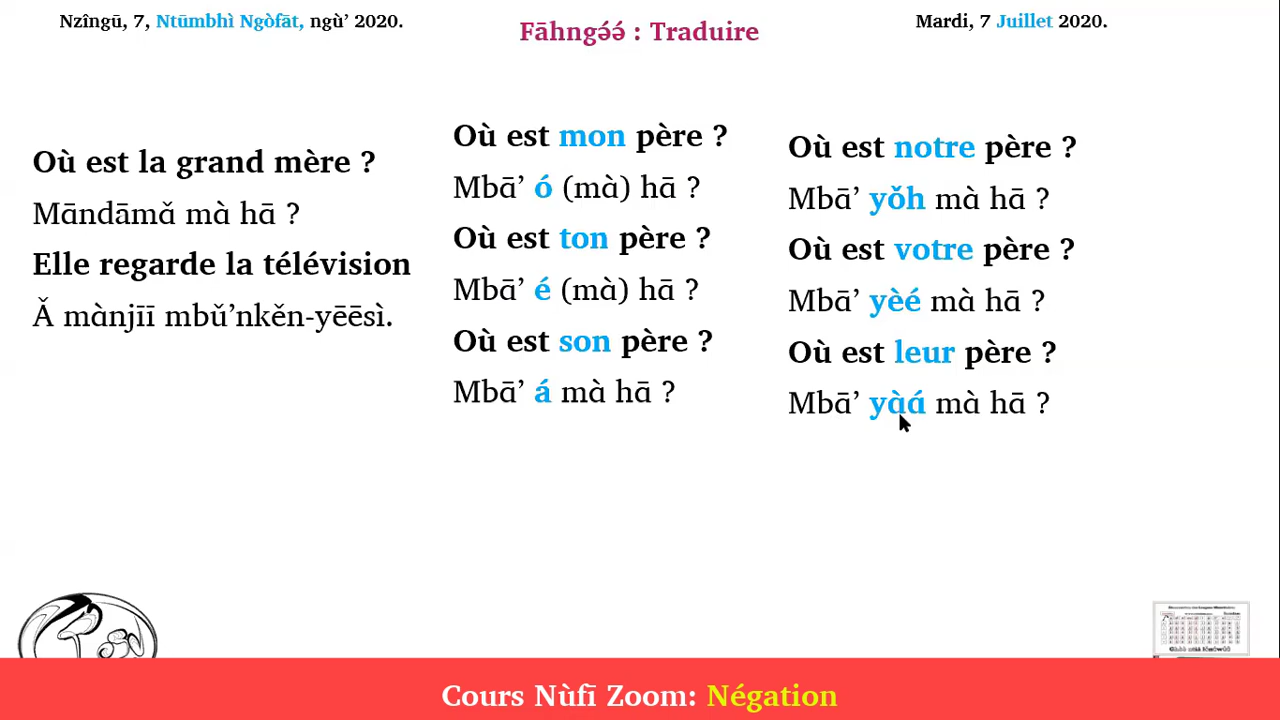 Nzîngū, 7, Ntūmbhì Ngòfāt, ngù’ 2020.
Fāhngə́ə́ : Traduire
Mardi, 7 Juillet 2020.
Où est la grand mère ?
Māndāmǎ mà hā ?
Elle regarde la télévision
Ǎ mànjīī mbǔ’nkěn-yēēsì.
Où est mon père ?
Mbā’ ó (mà) hā ?
Où est ton père ?
Mbā’ é (mà) hā ?
Où est son père ?
Mbā’ á mà hā ?
Où est notre père ?
Mbā’ yǒh mà hā ?
Où est votre père ?
Mbā’ yèé mà hā ?
Où est leur père ?
Mbā’ yàá mà hā ?
Cours Nùfī Zoom: Négation